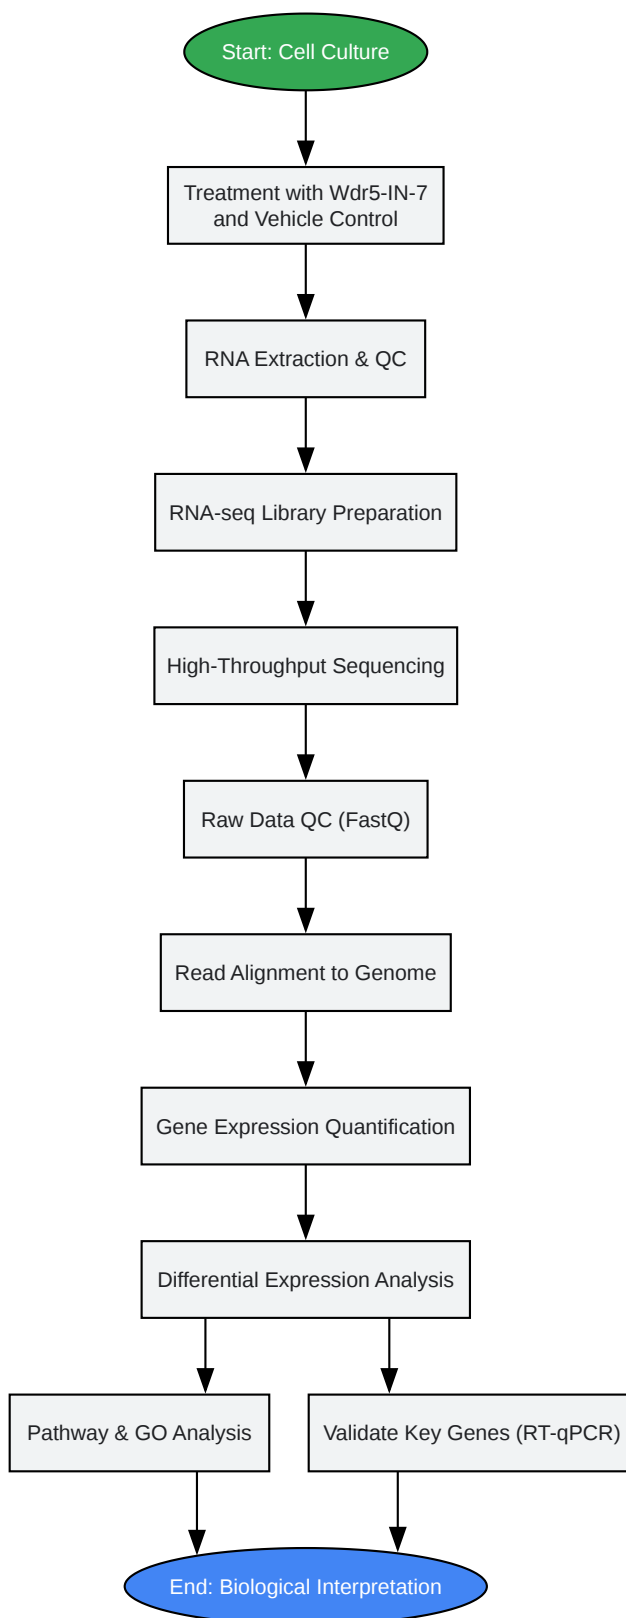 Start: Cell Culture
Treatment with Wdr5-IN-7
and Vehicle Control
RNA Extraction & QC
RNA-seq Library Preparation
High-Throughput Sequencing
Raw Data QC (FastQ)
Read Alignment to Genome
Gene Expression Quantification
Differential Expression Analysis
Pathway & GO Analysis
Validate Key Genes (RT-qPCR)
End: Biological Interpretation